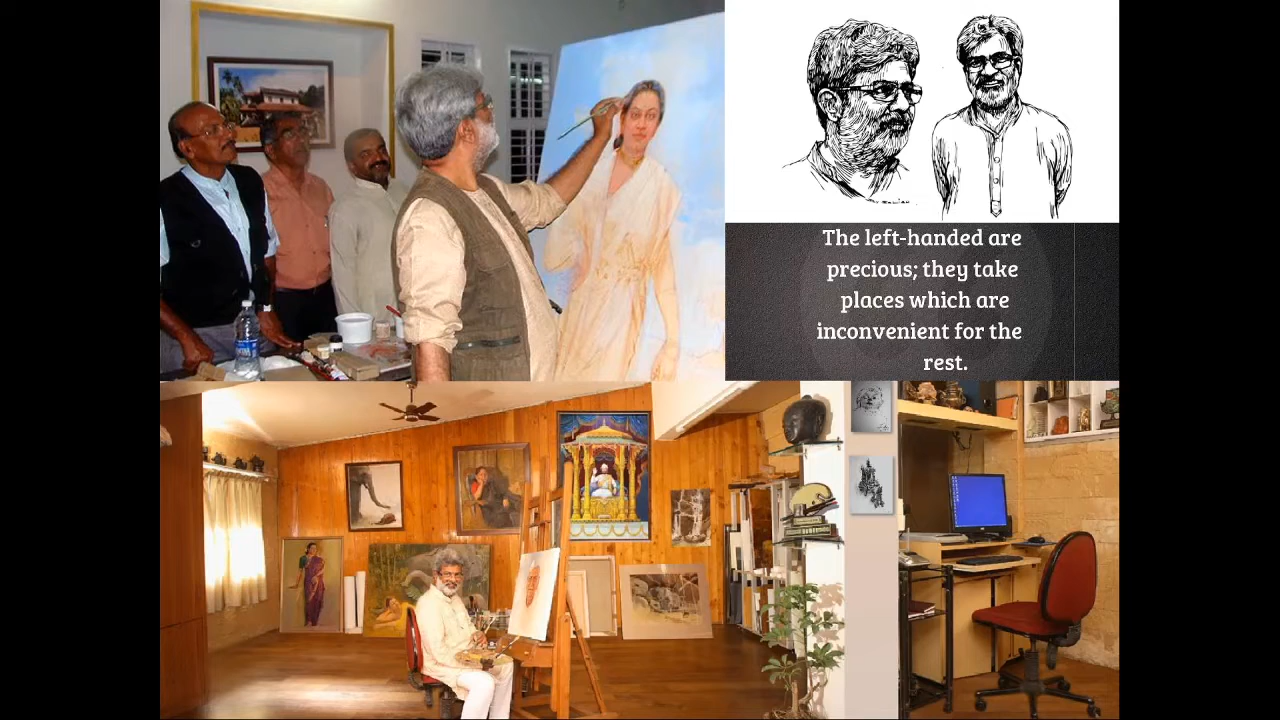 The left-handed are
precious; they take
places which are
inconvenient for the
rest.